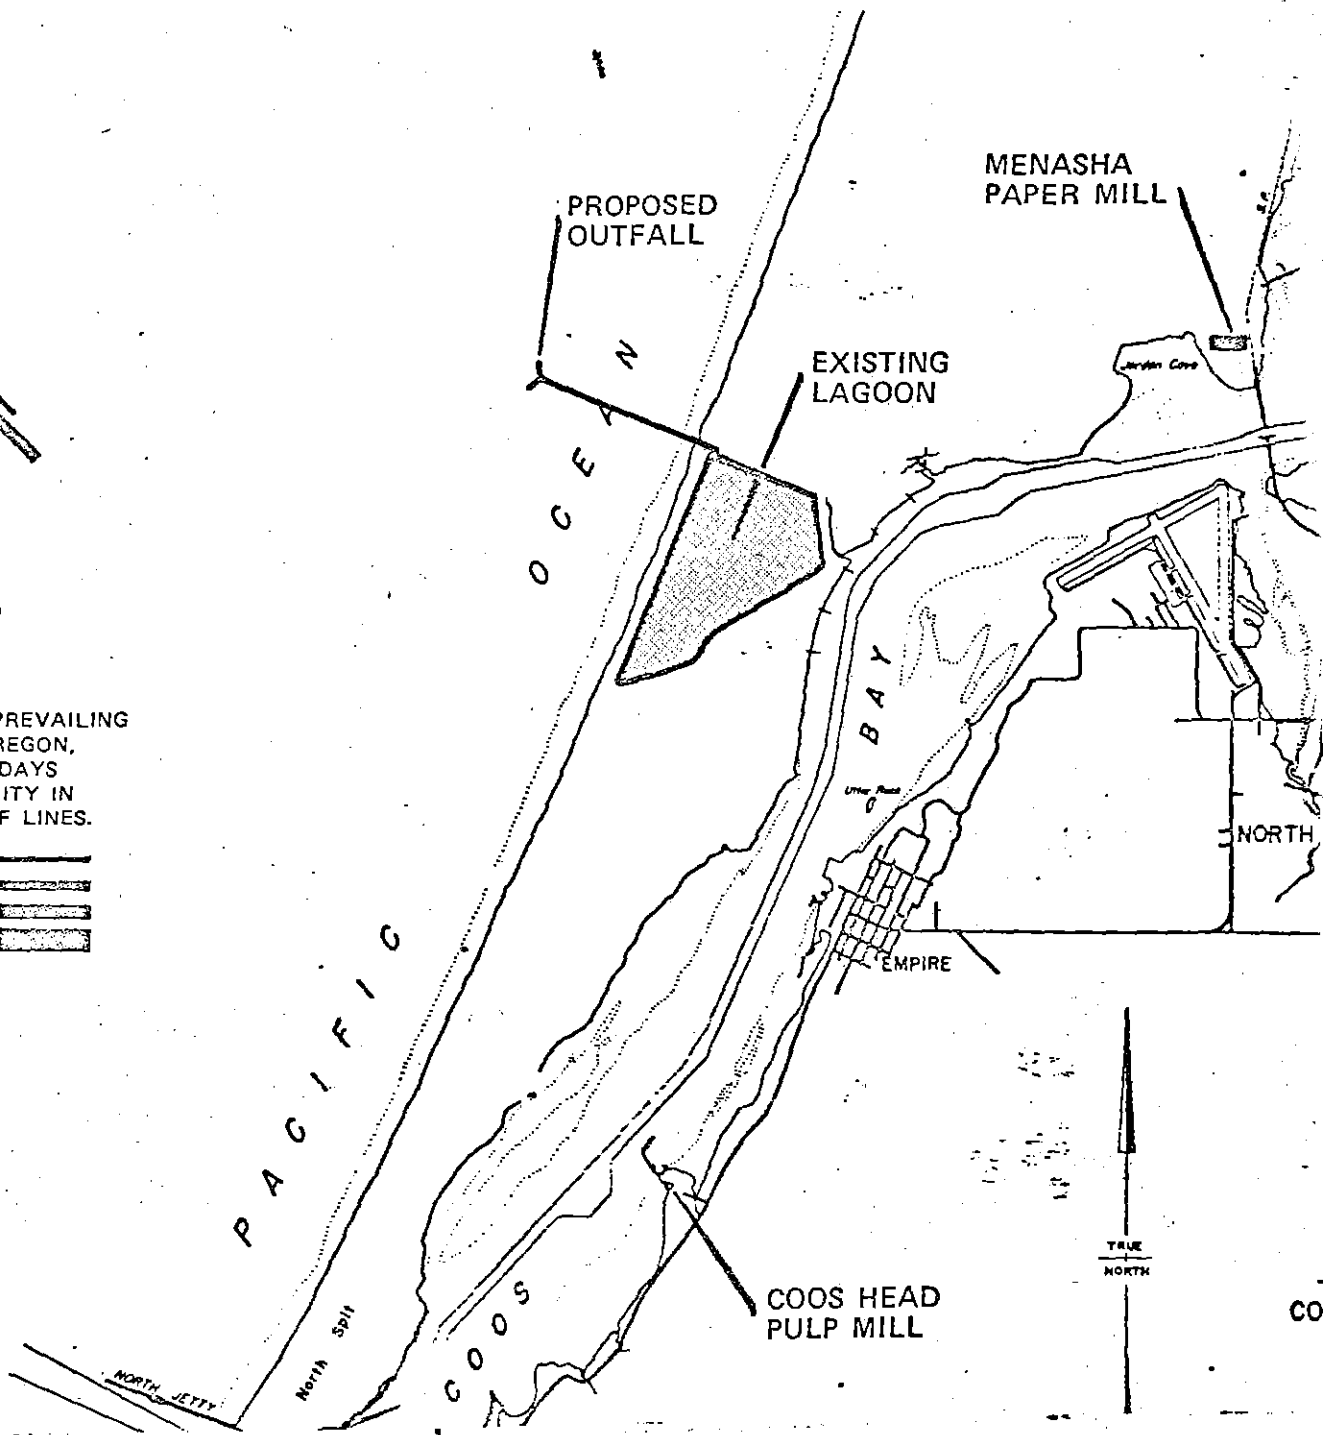 MENASHA
PAPER MILL
PROPOSED
OUTFALL
EXISTING
LAGOON
Jordan Cove
PACIFIC OCEAN
PREVAILING
REGON,
DAYS
ITY IN
F LINES.
BAY
NORTH
EMPIRE
TRUE
NORTH
COOS HEAD
PULP MILL
CO
COOS
North Spit
NORTH JETTY